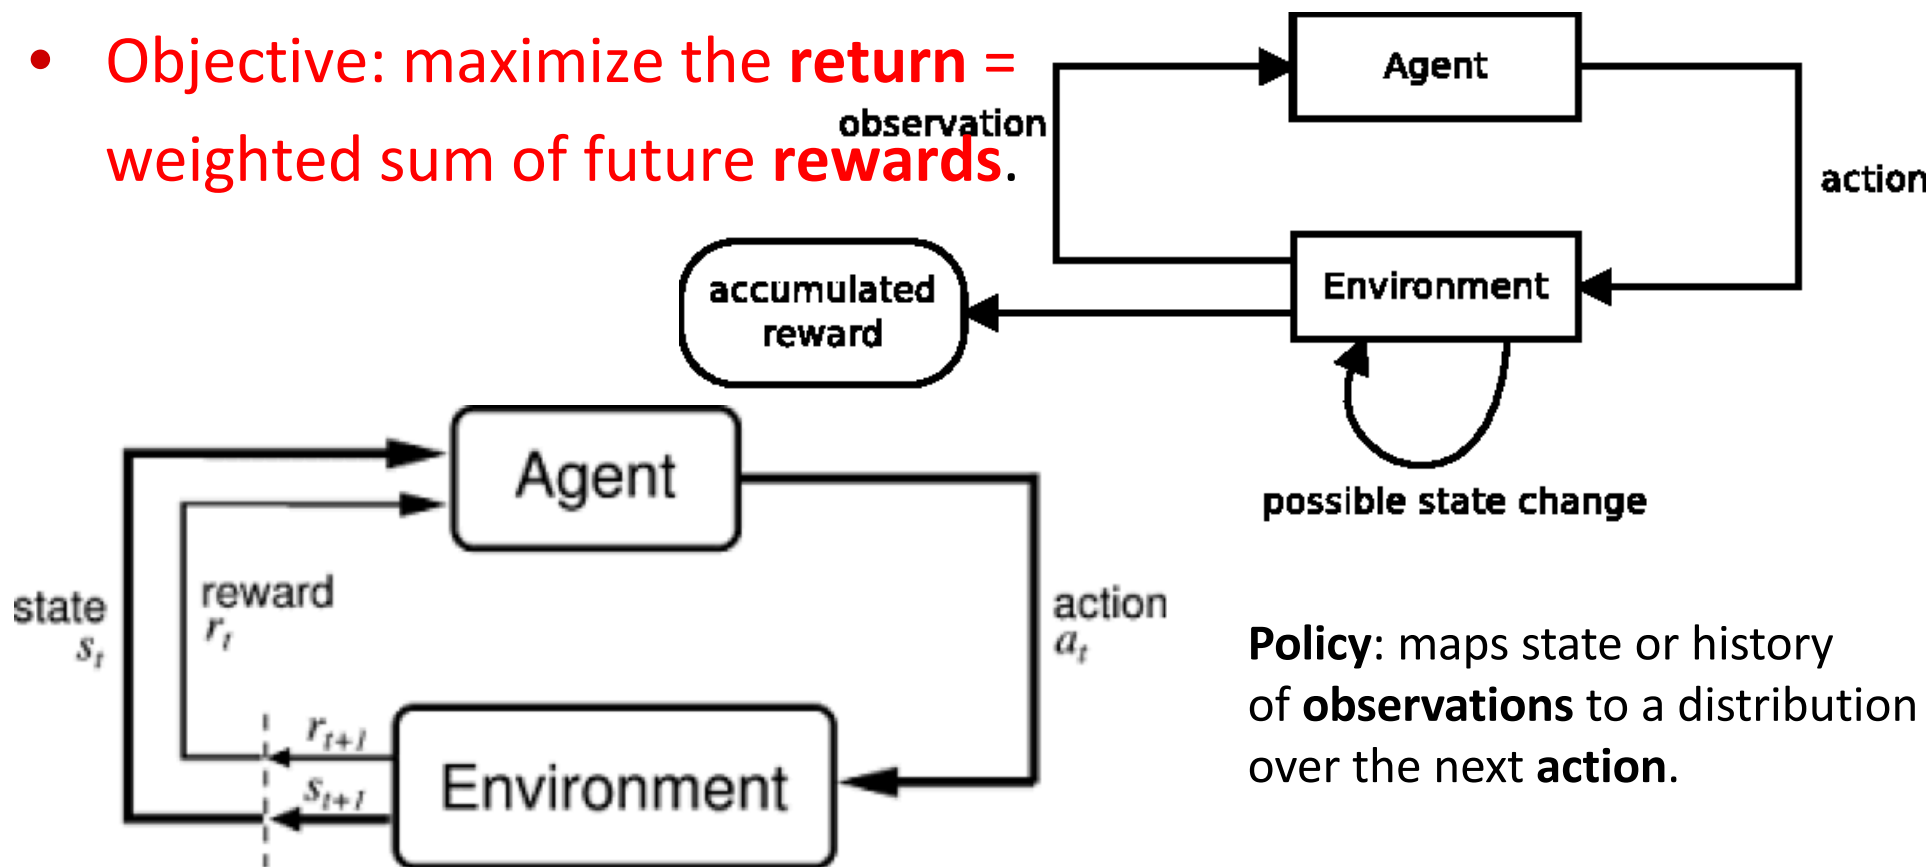 • Objective: maximize the return =
weighted sum of future rewards.
Agent
observation
action
Environment
accumulated
reward
possible state change
Agent
state
s_t
reward
r_t
action
a_t
r_{t+1}
s_{t+1}
Environment
Policy: maps state or history
of observations to a distribution
over the next action.